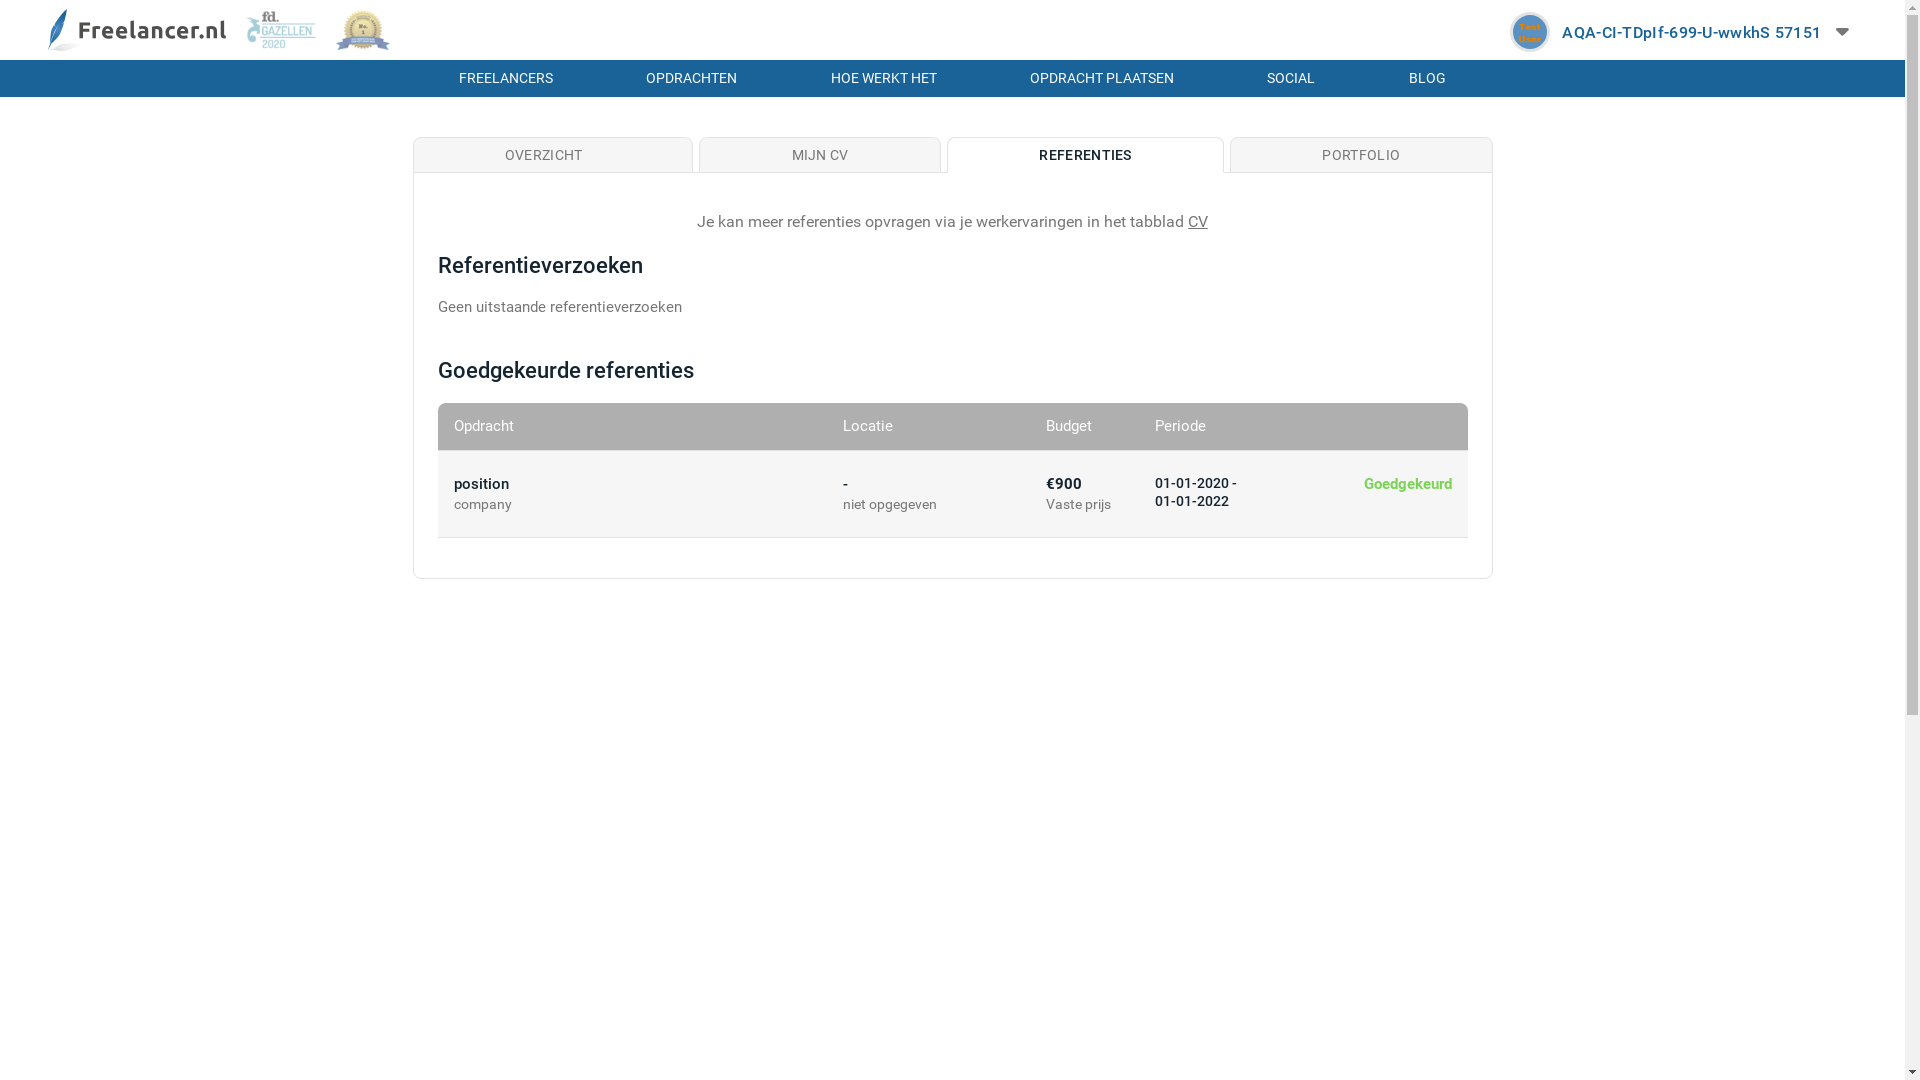 Freelancer.nl
fd.
GAZELLEN
2020
No.
1
Test
User
AQA-CI-TDpIf-699-U-wwkhS 57151
FREELANCERS OPDRACHTEN HOE WERKT HET OPDRACHT PLAATSEN SOCIAL BLOG
OVERZICHT MIJN CV REFERENTIES PORTFOLIO
Je kan meer referenties opvragen via je werkervaringen in het tabblad CV
Referentieverzoeken
Geen uitstaande referentieverzoeken
Goedgekeurde referenties
Opdracht Locatie Budget Periode
position - €900 01-01-2020 - Goedgekeurd
company niet opgegeven Vaste prijs 01-01-2022